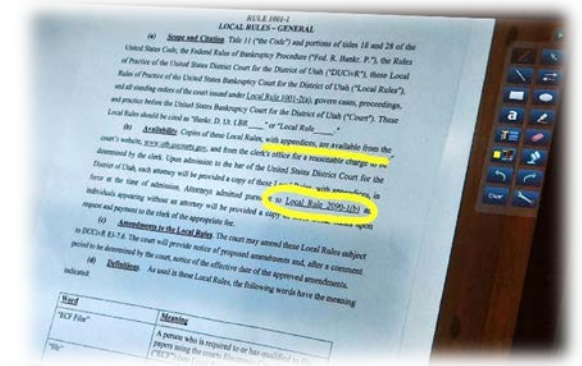 RULE 1001-1
LOCAL RULES – GENERAL
(a) Scope and Citation. Title 11 ("the Code") and portions of titles 18 and 28 of the
United States Code, the Federal Rules of Bankruptcy Procedure ("Fed. R. Bankr. P."), the Rules
of Practice of the United States District Court for the District of Utah ("DUCivR"), these Local
Rules of Practice of the United States Bankruptcy Court for the District of Utah ("Local Rules"),
and all standing orders of the court issued under Local Rule 1001-2(a), govern cases, proceedings,
and practice before the United States Bankruptcy Court for the District of Utah ("Court"). These
Local Rules should be cited as "Bankr. D. Ut. LBR____" or "Local Rule _____."
(b) Availability. Copies of these Local Rules, with appendices, are available from the
court's website, www.utb.uscourts.gov, and from the clerk's office for a reasonable charge to be
determined by the clerk. Upon admission to the bar of the United States District Court for the
District of Utah, each attorney will be provided a copy of these Local Rules, with appendices, in
force at the time of admission. Attorneys admitted to Local Rule 2090-1(b)
individuals appearing without an attorney will be provided a copy upon
request and payment to the clerk of the appropriate fee.
(c) Amendments to the Local Rules. The court may amend these Local Rules subject
to DUCivR 83-7.6. The court will provide notice of proposed amendments and, after a comment
period to be determined by the court, notice of the effective date of the approved amendments.
(d) Definitions. As used in these Local Rules, the following words have the meaning
indicated:
Word Meaning
"ECF Filer" A person who is required to or has qualified to file
papers using the courts Electronic
("ECF")
"file"
a
T
Clear